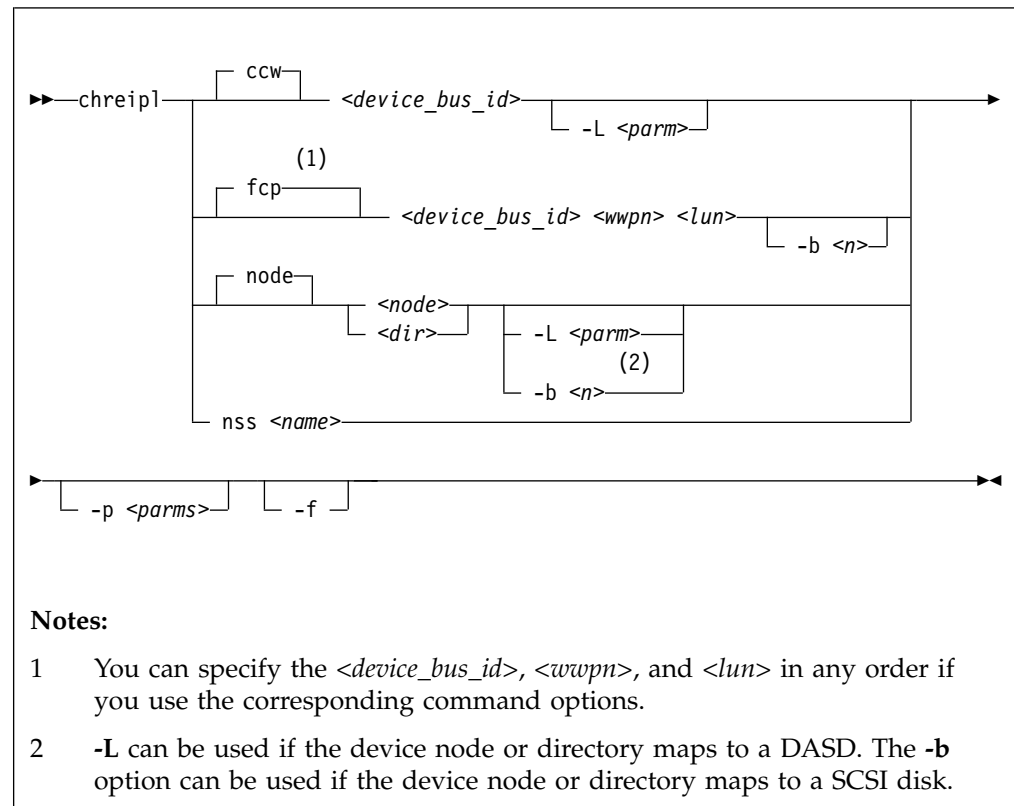 ccw
chreipl <device_bus_id>
-L <parm>
(1)
fcp
<device_bus_id> <wwpn> <lun>
-b <n>
node
<node>
<dir> -L <parm>
(2)
-b <n>
nss <name>
-p <parms> -f
Notes:
1 You can specify the <device_bus_id>, <wwpn>, and <lun> in any order if
you use the corresponding command options.
2 -L can be used if the device node or directory maps to a DASD. The -b
option can be used if the device node or directory maps to a SCSI disk.